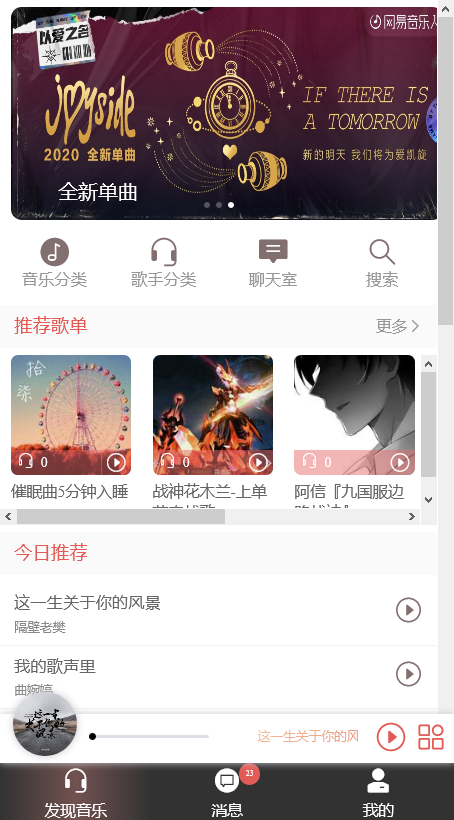 网易音乐人
以爱之名
joyside
2020 全新单曲
IF THERE IS
A TOMORROW
新的明天 我们将为爱凯旋
全新单曲
音乐分类
歌手分类
聊天室
搜索
推荐歌单
更多
拾
柒
0
0
0
催眠曲5分钟入睡
战神花木兰-上单
阿信『九国服边
今日推荐
这一生关于你的风景
隔壁老樊
我的歌声里
曲婉婷
这一生关于你的风
发现音乐
消息
23
我的